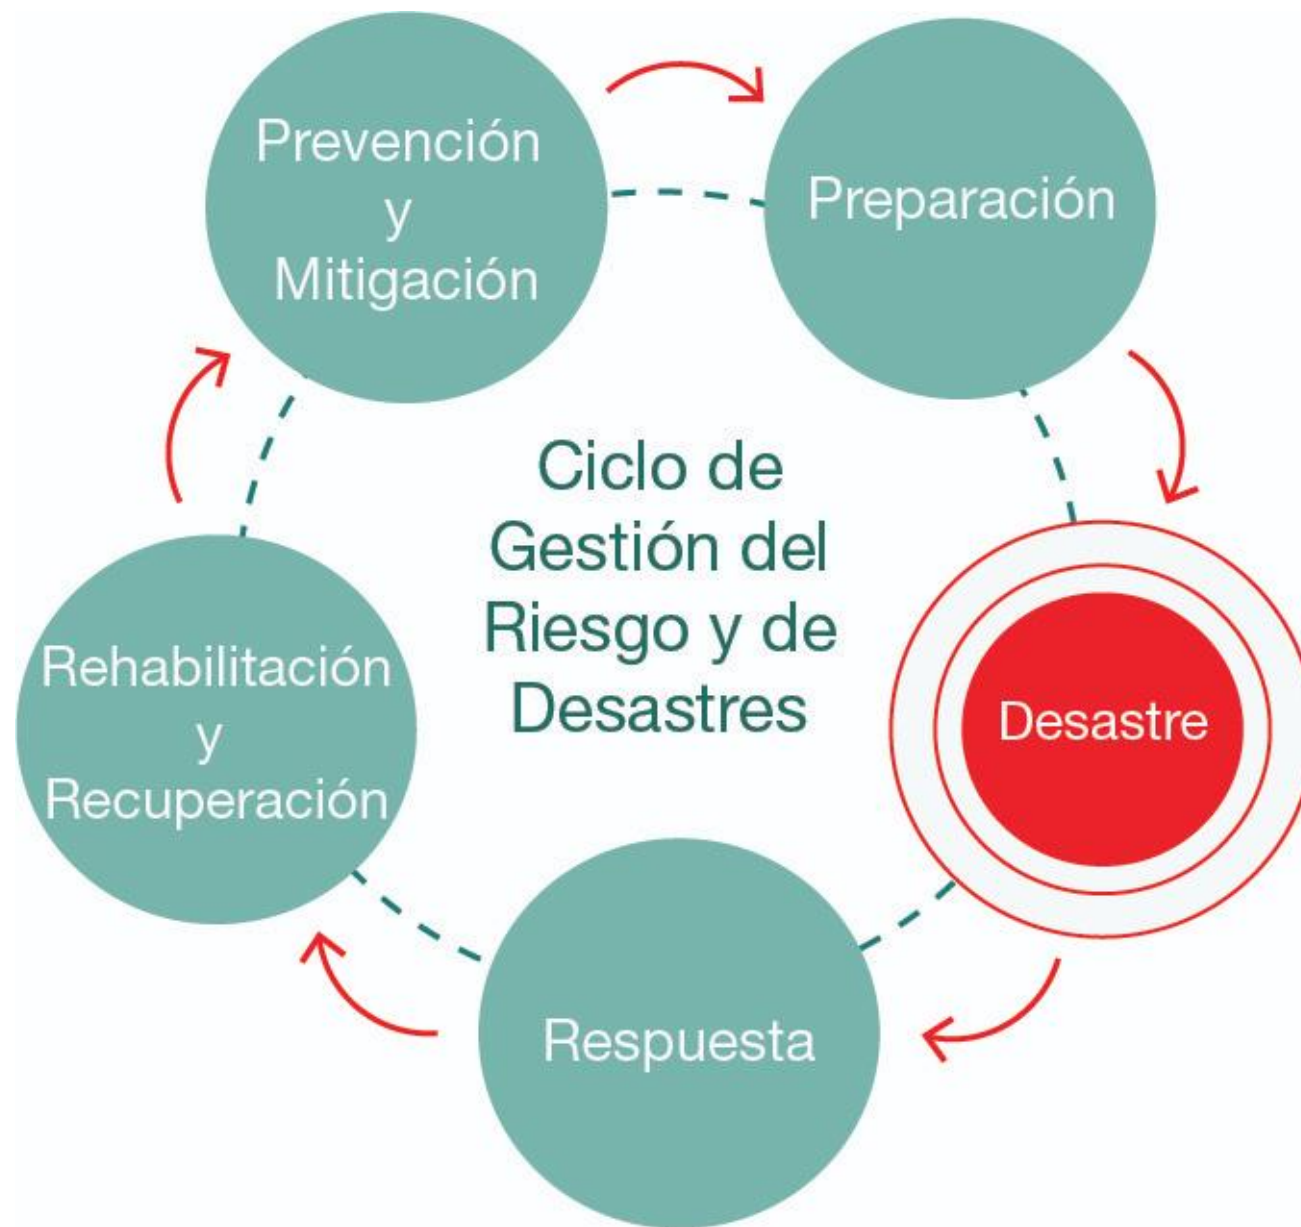 Prevención
y
Mitigación
Preparación
Ciclo de
Gestión del
Riesgo y de
Desastres
Desastre
Respuesta
Rehabilitación
y
Recuperación